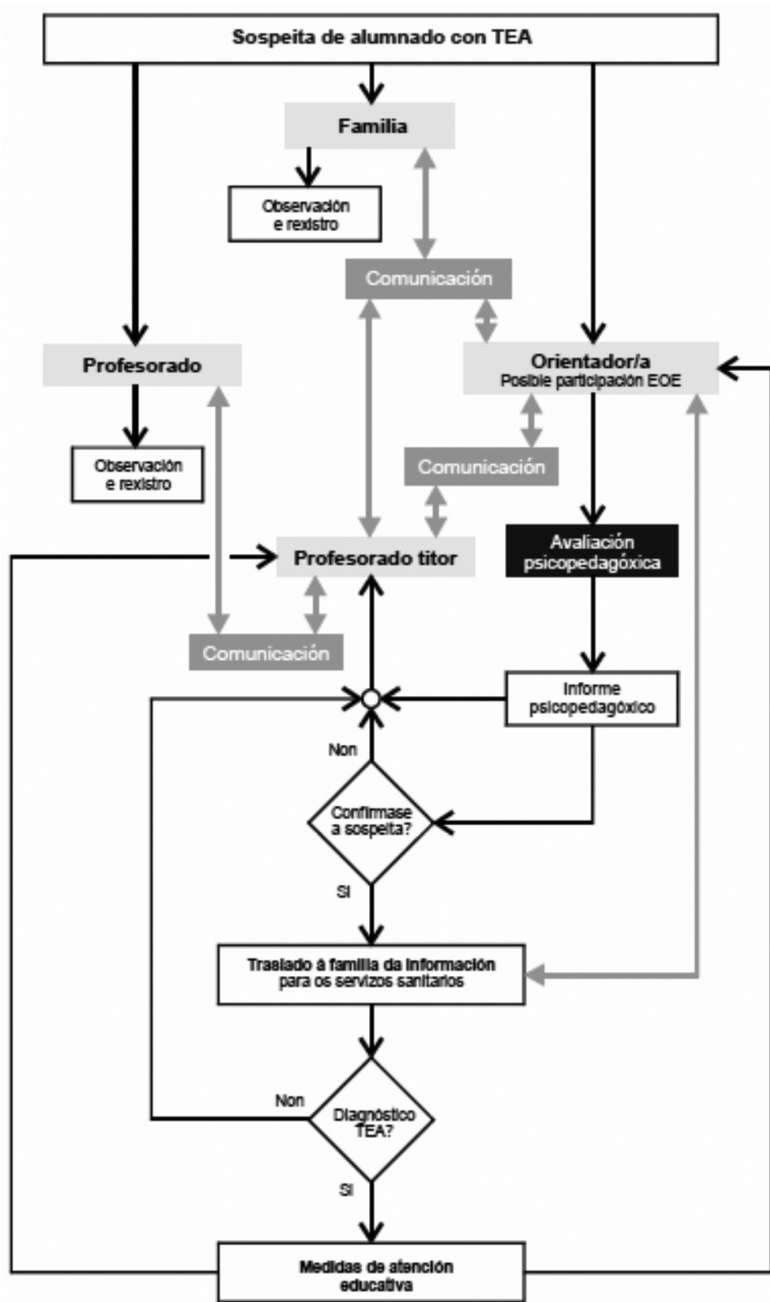 Sospeita de alumnado con TEA
Familia
Observación
e rexistro
Comunicación
Profesorado
Orientador/a
Posible participación EOE
Observación
e rexistro
Comunicación
Avaliación
psicopedagóxica
Profesorado titor
Comunicación
Informe
psicopedagóxico
Non
Confírmase
a sospeita?
SI
Traslado á familia da información
para os servizos sanitarios
Non
Diagnóstico
TEA?
SI
Medidas de atención
educativa